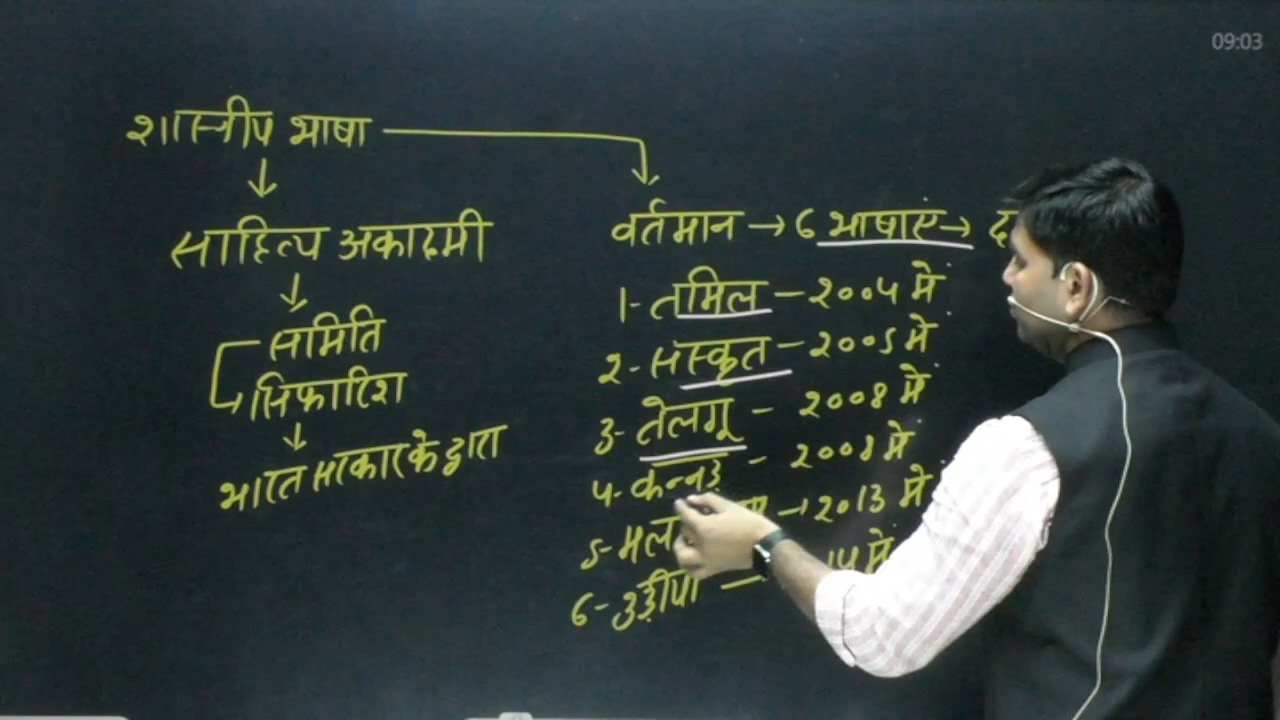 09:03
शास्त्रीय भाषा
साहित्य अकादमी
समिति
सिफारिश
भारत सरकार के द्वारा
वर्तमान → 6 भाषाएं →
1- तमिल - 2004 में
2- संस्कृत - 2005 में
3- तेलगू - 2008 में
4- कन्नड़ - 2008 में
5- → 2013 में
6- उड़ीया - में